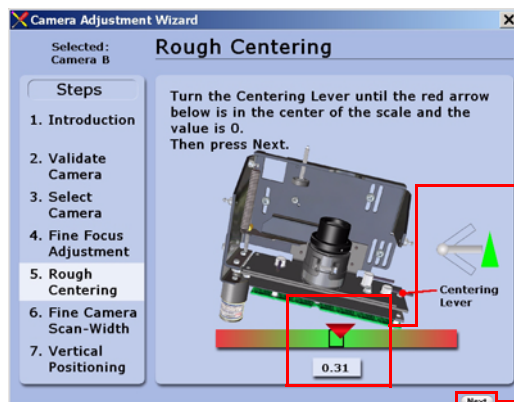 Camera Adjustment Wizard
Selected:
Camera B
Rough Centering
Steps
1. Introduction
2. Validate
Camera
3. Select
Camera
4. Fine Focus
Adjustment
5. Rough
Centering
6. Fine Camera
Scan-Width
7. Vertical
Positioning
Turn the Centering Lever until the red arrow
below is in the center of the scale and the
value is 0.
Then press Next.
Centering
Lever
0.31
Next